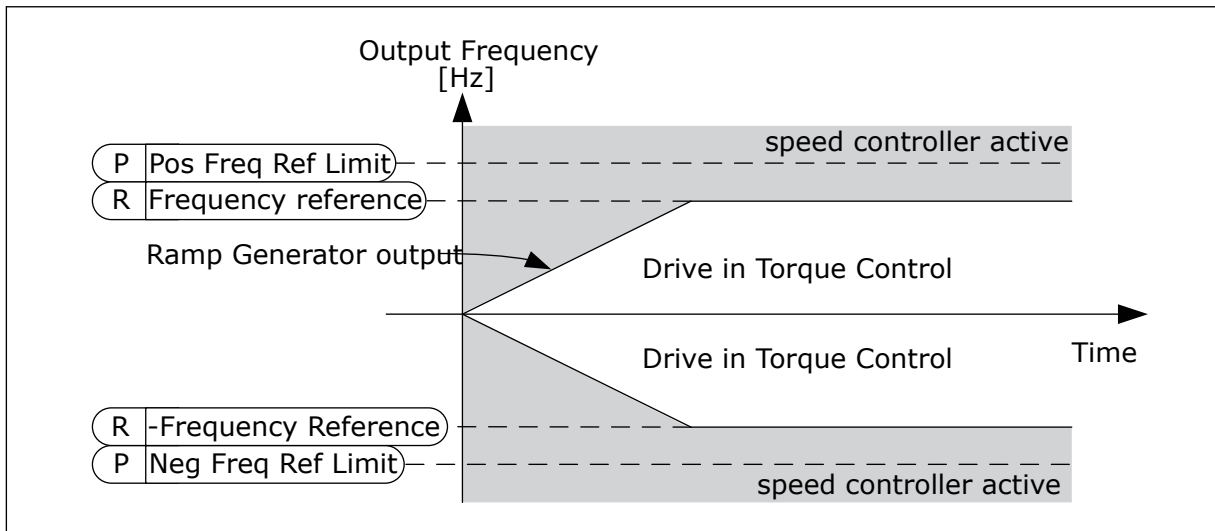 Output Frequency
[Hz]
speed controller active
P Pos Freq Ref Limit
R Frequency reference
Ramp Generator output
Drive in Torque Control
Drive in Torque Control
Time
R -Frequency Reference
P Neg Freq Ref Limit
speed controller active